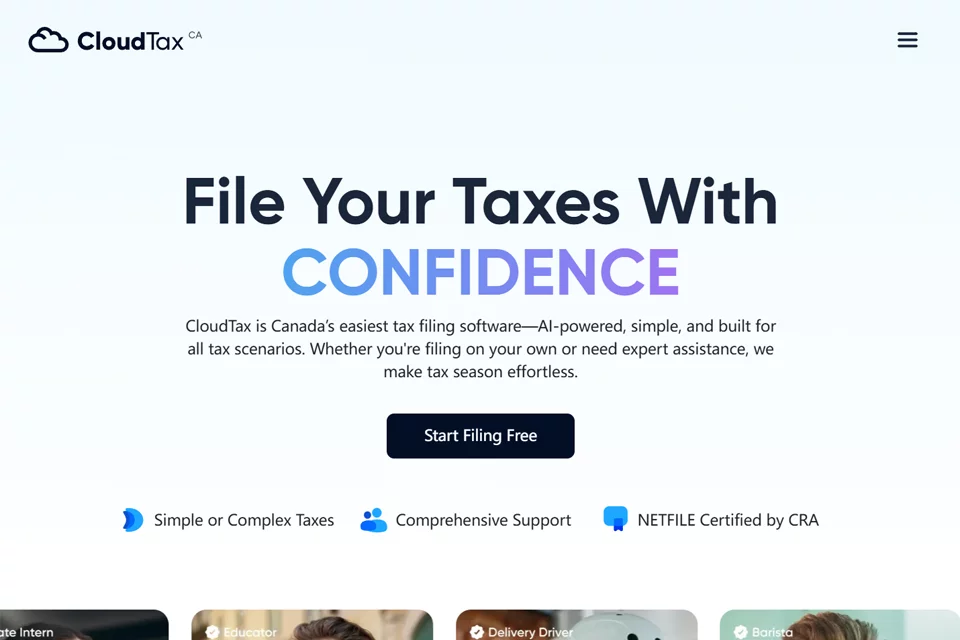 CloudTax CA
File Your Taxes With
CONFIDENCE
CloudTax is Canada’s easiest tax filing software—AI-powered, simple, and built for
all tax scenarios. Whether you're filing on your own or need expert assistance, we
make tax season effortless.
Start Filing Free
Simple or Complex Taxes
Comprehensive Support
NETFILE Certified by CRA
Intern
Educator
Delivery Driver
Barista